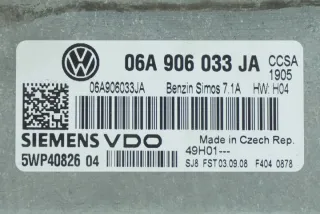 06A 906 033 JA CCSA
1905
06A906033JA Benzin Simos 7.1A HW: H04
SIEMENS VDO Made in Czech Rep.
5WP40826 04 49H01---
SJ8 FST 03.09.08 F404 0878